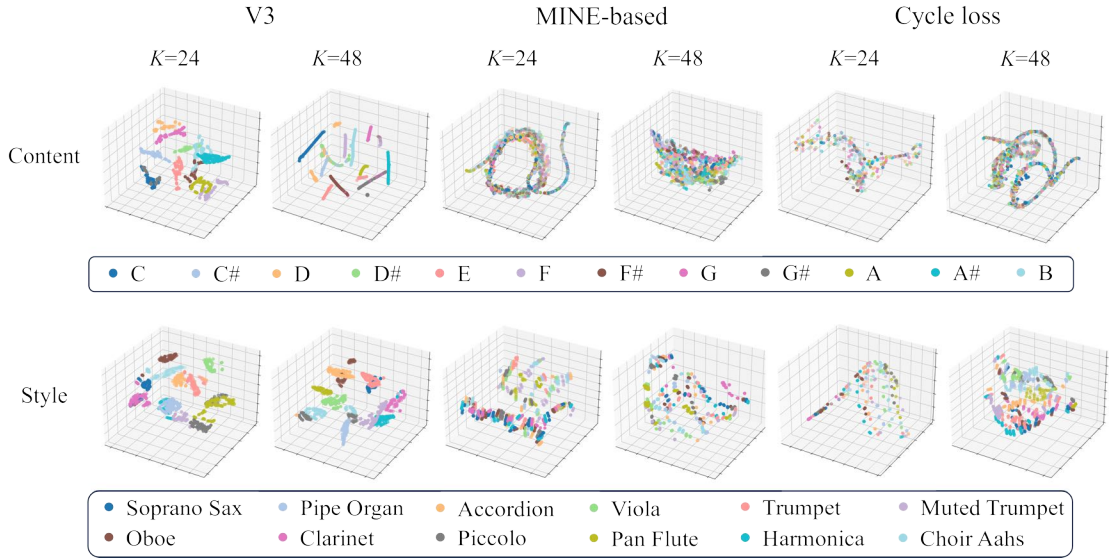 V3 MINE-based Cycle loss
K=24 K=48 K=24 K=48 K=24 K=48
Content
C C# D D# E F F# G G# A A# B
Style
Soprano Sax Pipe Organ Accordion Viola Trumpet Muted Trumpet
Oboe Clarinet Piccolo Pan Flute Harmonica Choir Aahs